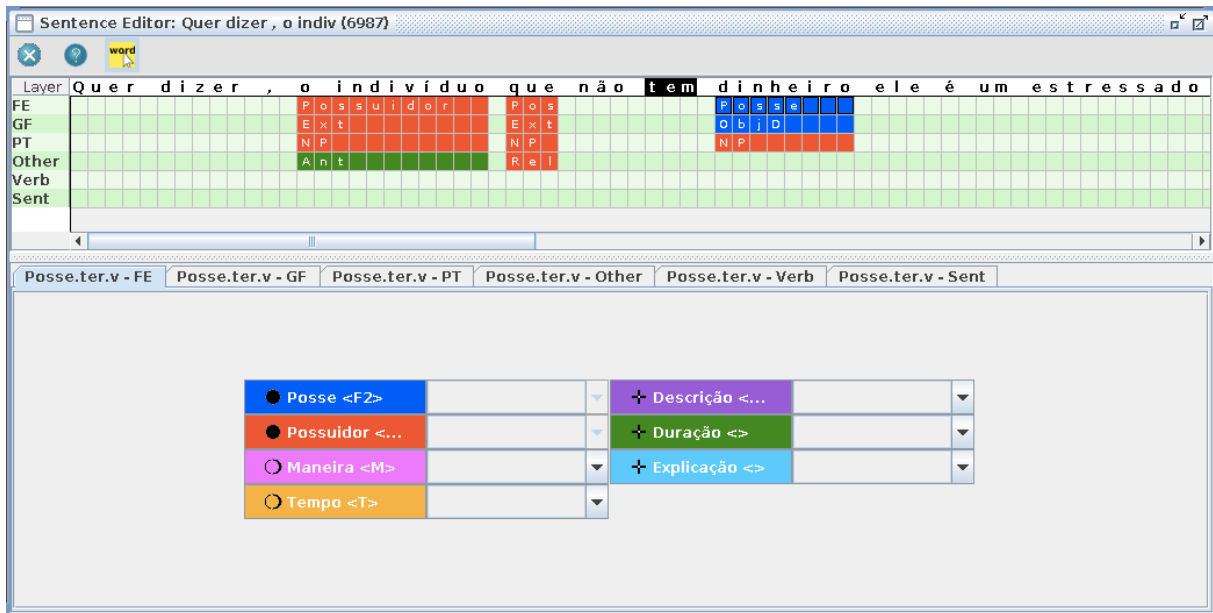 Sentence Editor: Quer dizer , o indiv (6987)
? word
Layer Quer dizer , o indivíduo que não tem dinheiro ele é um estressado
FE Possuidor Pos Posse
GF Ext Ext ObjD
PT NP NP NP
Other Ant Rel
Verb
Sent
Posse.ter.v - FE Posse.ter.v - GF Posse.ter.v - PT Posse.ter.v - Other Posse.ter.v - Verb Posse.ter.v - Sent
Posse <F2> Descrição <...
Possuidor <... Duração <>
Maneira <M> Explicação <>
Tempo <T>